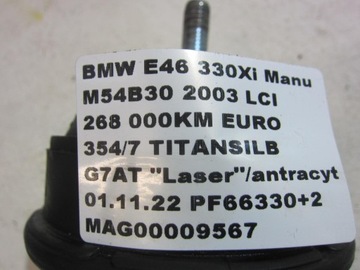 BMW E46 330Xi Manu
M54B30 2003 LCI
268 000KM EURO
354/7 TITANSILB
G7AT "Laser"/antracyt
01.11.22 PF66330+2
MAG00009567